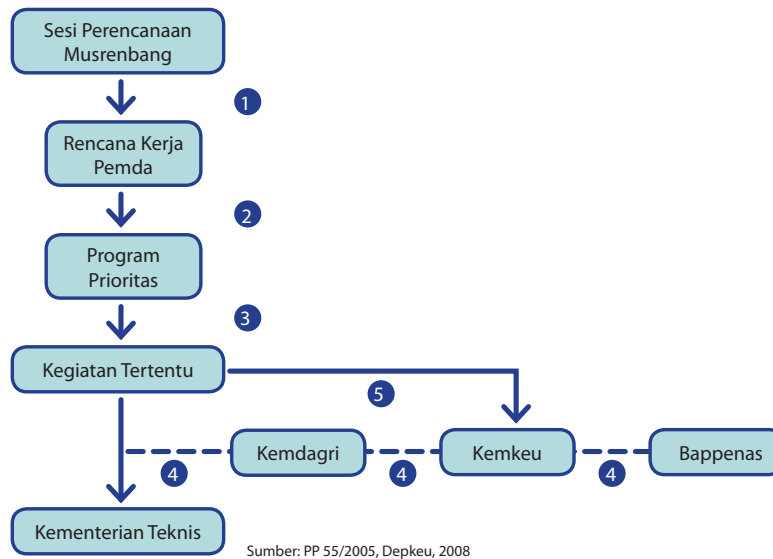 Sesi Perencanaan
Musrenbang
1
Rencana Kerja
Pemda
2
Program
Prioritas
3
Kegiatan Tertentu
5
Kemdagri
Kemkeu
Bappenas
4
4
4
Kementerian Teknis
Sumber: PP 55/2005, Depkeu, 2008